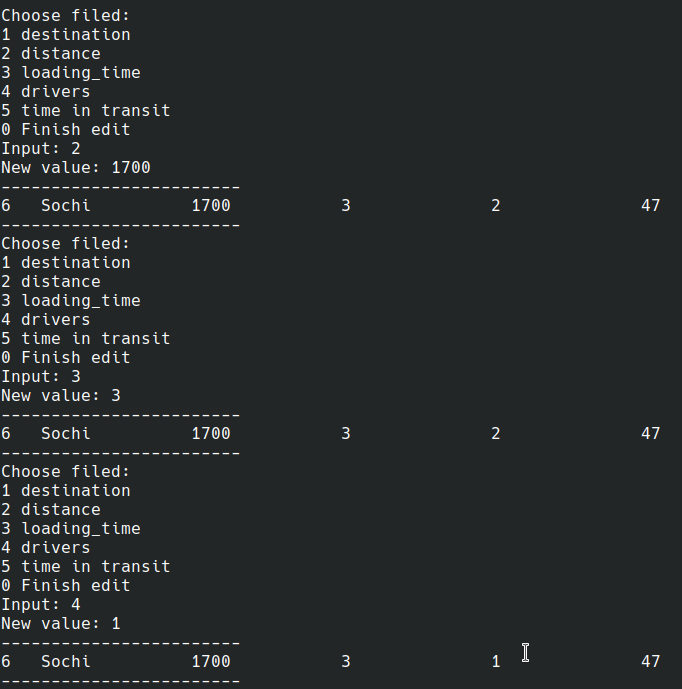 Choose filed:
1 destination
2 distance
3 loading_time
4 drivers
5 time in transit
0 Finish edit
Input: 2
New value: 1700
------------------------
6   Sochi          1700           3              2              47
------------------------
Choose filed:
1 destination
2 distance
3 loading_time
4 drivers
5 time in transit
0 Finish edit
Input: 3
New value: 3
------------------------
6   Sochi          1700           3              2              47
------------------------
Choose filed:
1 destination
2 distance
3 loading_time
4 drivers
5 time in transit
0 Finish edit
Input: 4
New value: 1
------------------------
6   Sochi          1700           3              1              47
------------------------